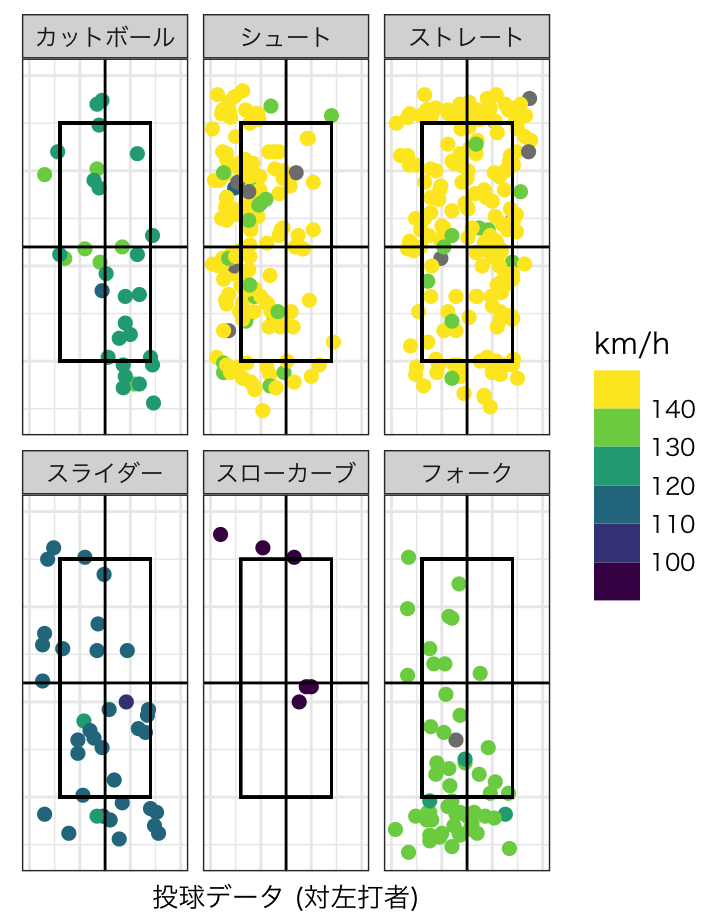 カットボール
シュート
ストレート
km/h
140
130
120
110
100
スライダー
スローカーブ
フォーク
投球データ (対左打者)